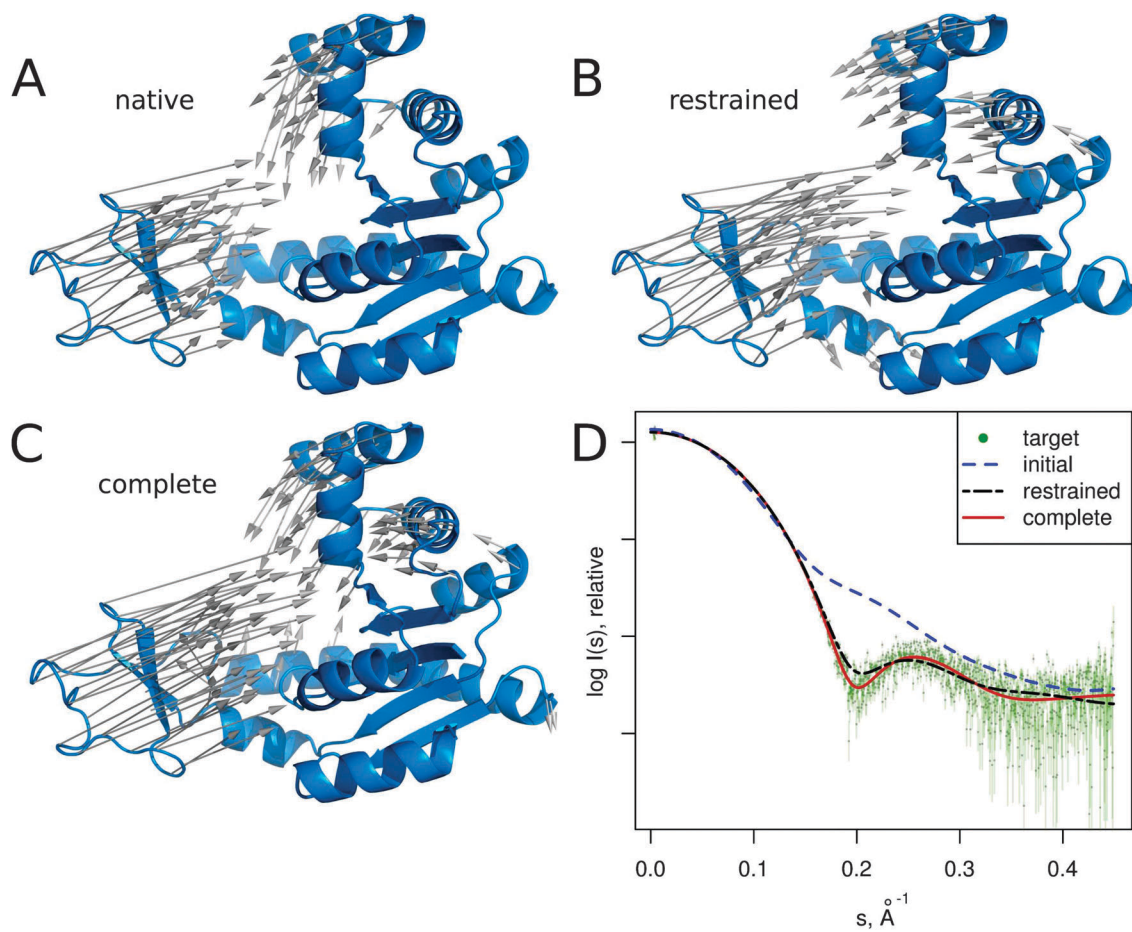 A
native
B
restrained
C
complete
D
target
initial
restrained
complete
log I(s), relative
0.0 0.1 0.2 0.3 0.4
s, Å⁻¹